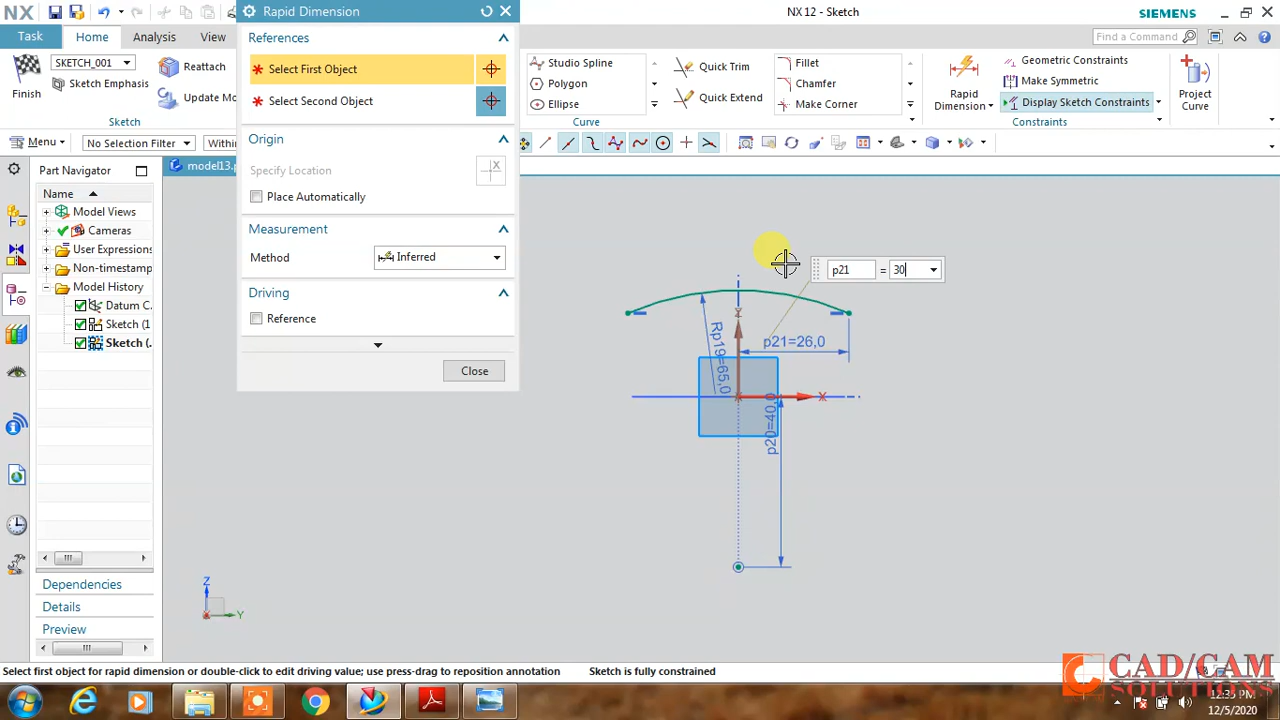 NX
Rapid Dimension
NX 12 - Sketch
SIEMENS
Task
Home
Analysis
View
Find a Command
Finish
SKETCH_001
Reattach
Sketch Emphasis
Update Mo
Sketch
Studio Spline
Polygon
Ellipse
Quick Trim
Quick Extend
Fillet
Chamfer
Make Corner
Curve
Rapid
Dimension
Geometric Constraints
Make Symmetric
Display Sketch Constraints
Constraints
Project
Curve
References
Select First Object
Select Second Object
Origin
Specify Location
Place Automatically
Measurement
Method
Inferred
Driving
Reference
Close
Menu
No Selection Filter
Within
Part Navigator
model13.p
Name
Model Views
Cameras
User Expressions
Non-timestamp
Model History
Datum C.
Sketch (1
Sketch (.
Dependencies
Details
Preview
p21
=
30
p21=26,0
Rp19=65,0
p20=40,0
X
Z
Y
Select first object for rapid dimension or double-click to edit driving value; use press-drag to reposition annotation
Sketch is fully constrained
CAD/CAM
SOLUTIONS
12:35 PM
12/5/2020